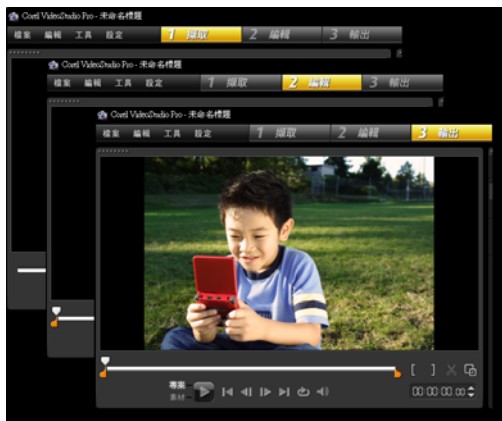 Corel VideoStudio Pro - 未命名標題
檔案 編輯 工具 設定 1 擷取 2 編輯 3 輸出
Corel VideoStudio Pro - 未命名標題
檔案 編輯 工具 設定 1 擷取 2 編輯 3 輸出
Corel VideoStudio Pro - 未命名標題
檔案 編輯 工具 設定 1 擷取 2 編輯 3 輸出
專案
素材
00:00:00.00